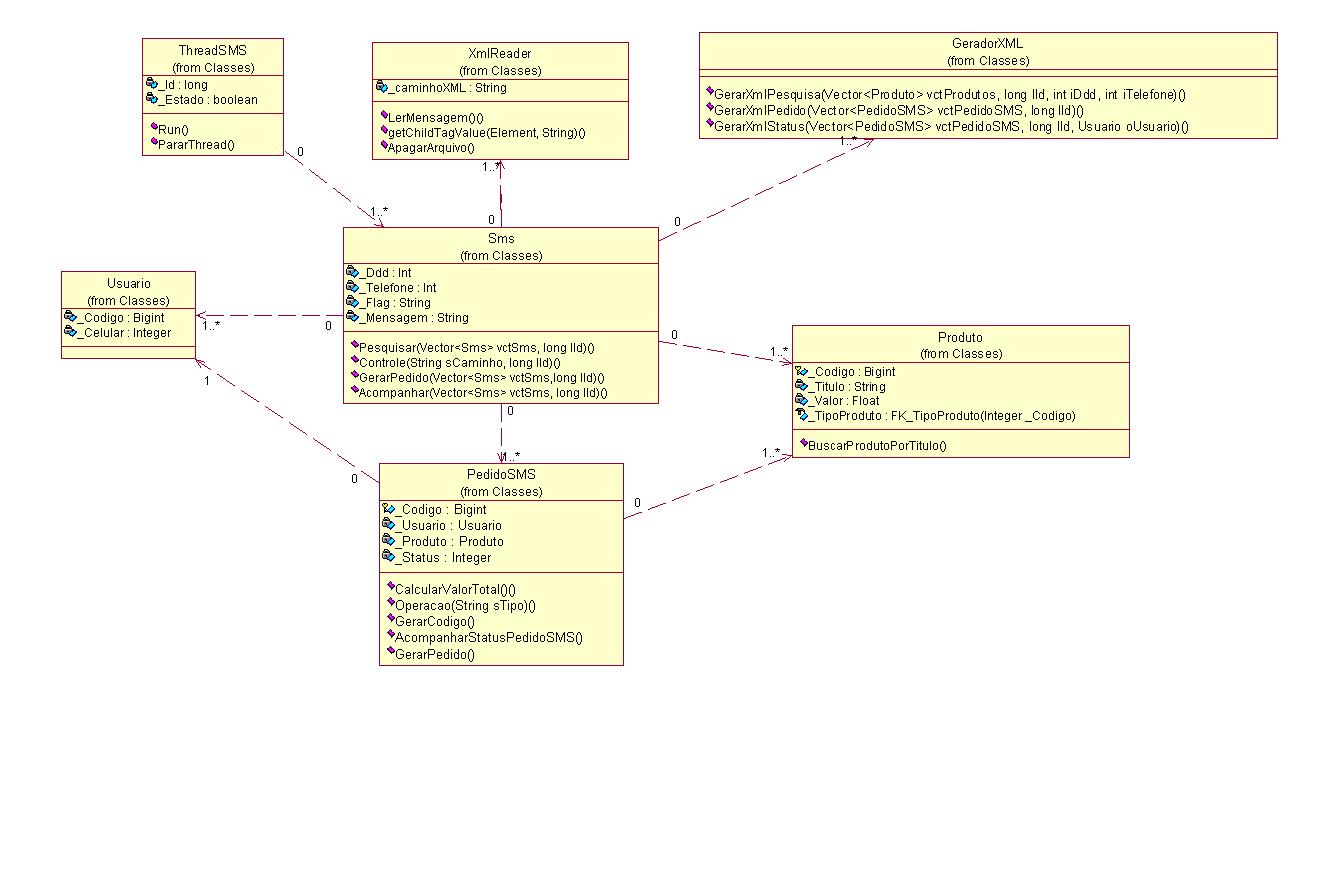 ThreadSMS
(from Classes)
_Id : long
_Estado : boolean
Run()
PararThread()
XmlReader
(from Classes)
_caminhoXML : String
LerMensagem()()
getChildTagValue(Element, String)()
ApagarArquivo()
GeradorXML
(from Classes)
GerarXmlPesquisa(Vector<Produto> vctProdutos, long lId, int iDdd, int iTelefone)()
GerarXmlPedido(Vector<PedidoSMS> vctPedidoSMS, long lId)()
GerarXmlStatus(Vector<PedidoSMS> vctPedidoSMS, long lId, Usuario oUsuario)()
0
1..*
1..*
0
1..*
0
Sms
(from Classes)
_Ddd : Int
_Telefone : Int
_Flag : String
_Mensagem : String
Pesquisar(Vector<Sms> vctSms, long lId)()
Controle(String sCaminho, long lId)()
GerarPedido(Vector<Sms> vctSms,long lId)()
Acompanhar(Vector<Sms> vctSms, long lId)()
Usuario
(from Classes)
_Codigo : Bigint
_Celular : Integer
1..*
0
0
1..*
Produto
(from Classes)
_Codigo : Bigint
_Titulo : String
_Valor : Float
_TipoProduto : FK_TipoProduto(Integer _Codigo)
BuscarProdutoPorTitulo()
1
0
0
1..*
1..*
0
PedidoSMS
(from Classes)
_Codigo : Bigint
_Usuario : Usuario
_Produto : Produto
_Status : Integer
CalcularValorTotal()()
Operacao(String sTipo)()
GerarCodigo()
AcompanharStatusPedidoSMS()
GerarPedido()